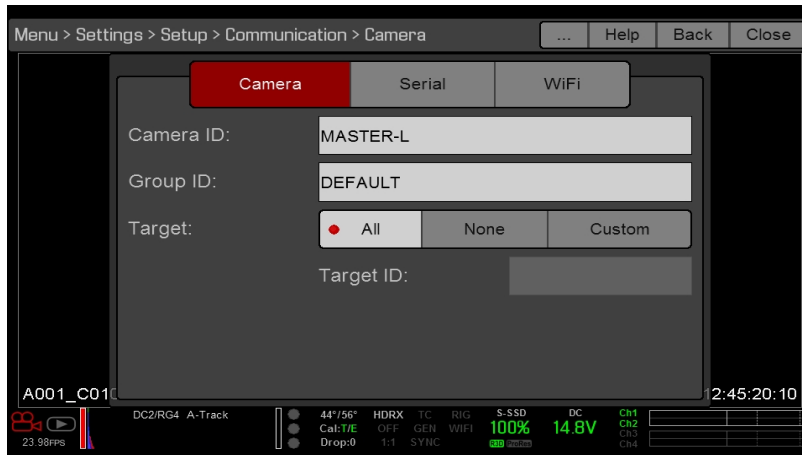 Menu > Settings > Setup > Communication > Camera ... Help Back Close
Camera Serial WiFi
Camera ID: MASTER-L
Group ID: DEFAULT
Target: All None Custom
Target ID:
A001_C01 12:45:20:10
DC2/RG4 A-Track 44°/56° HDRX TC RIG S-SSD DC Ch1
Cal:T/E OFF GEN WIFI 100% 14.8V Ch2
23.98FPS Drop:0 1:1 SYNC R3D ProRes Ch3
Ch4